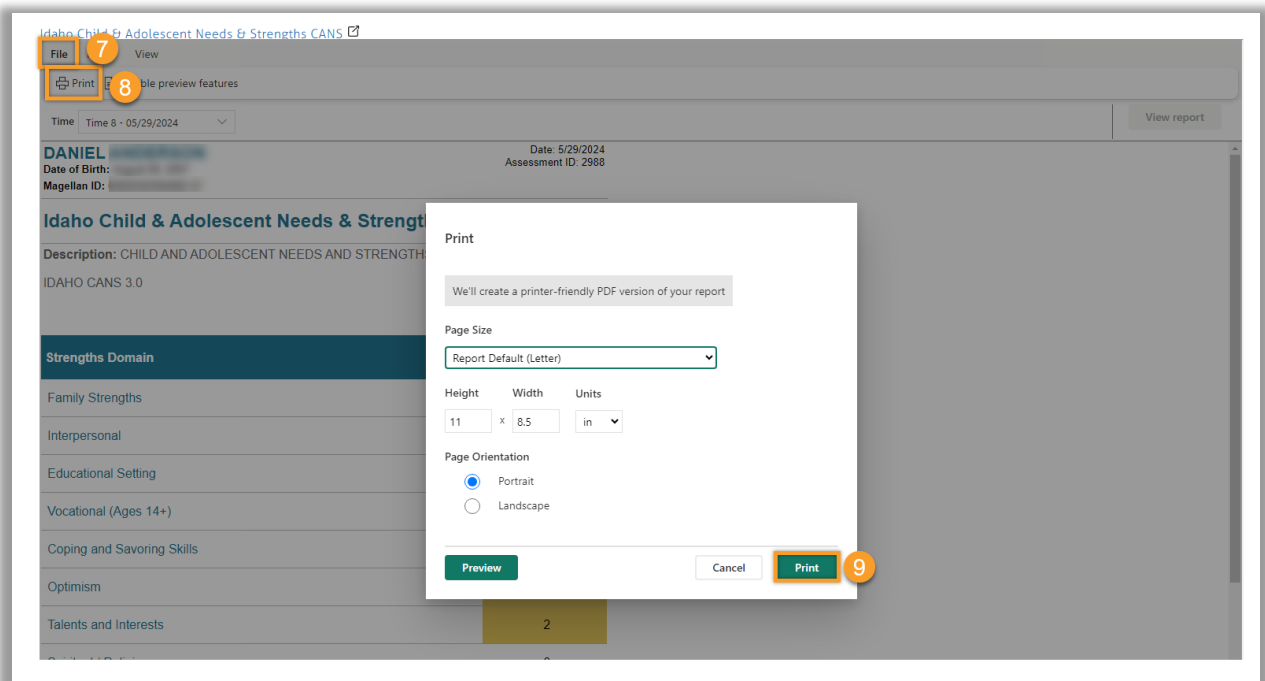 Idaho Child & Adolescent Needs & Strengths CANS
File 7 View
Print 8 ble preview features
Time Time 8 - 05/29/2024 View report
DANIEL
Date: 5/29/2024
Date of Birth:
Assessment ID: 2988
Magellan ID:
Idaho Child & Adolescent Needs & Strengt
Description: CHILD AND ADOLESCENT NEEDS AND STRENGTH
IDAHO CANS 3.0
Strengths Domain
Family Strengths
Interpersonal
Educational Setting
Vocational (Ages 14+)
Coping and Savoring Skills
Optimism
Talents and Interests 2
Print
We'll create a printer-friendly PDF version of your report
Page Size
Report Default (Letter)
Height Width Units
11 x 8.5 in
Page Orientation
Portrait
Landscape
Preview Cancel Print 9